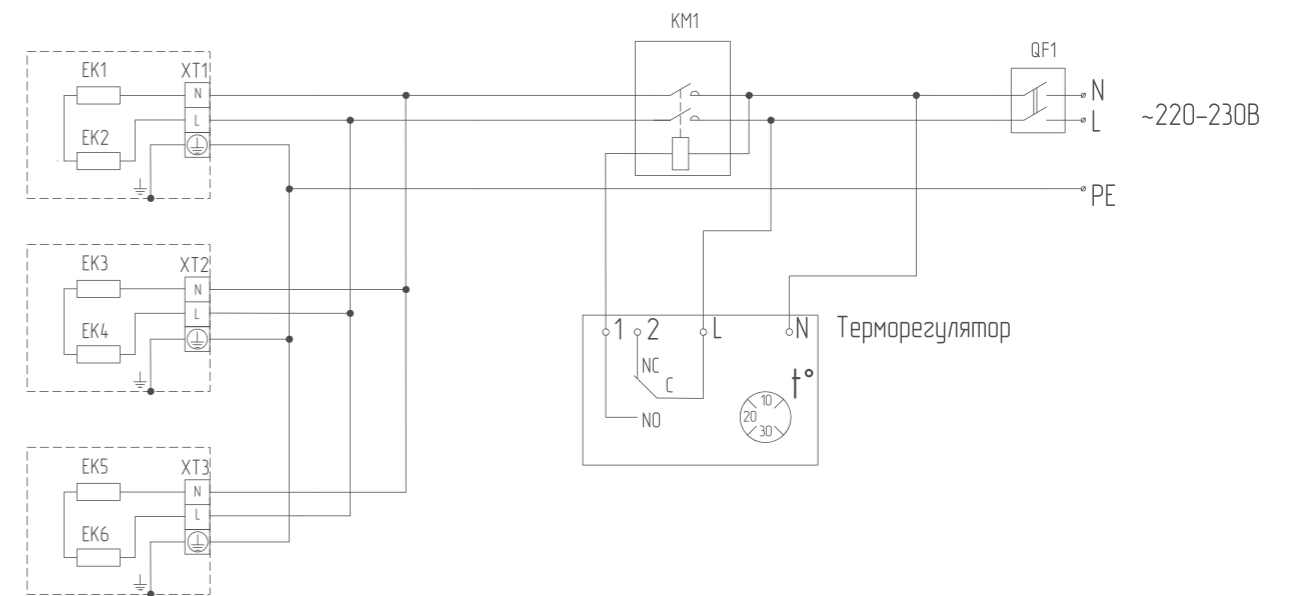 KM1
QF1
EK1
XT1
N
N
L
EK2
L
~220-230В
PE
EK3
XT2
N
L
EK4
1
2
L
N
Терморегулятор
NC
C
t°
10
20
30
NO
EK5
XT3
N
L
EK6